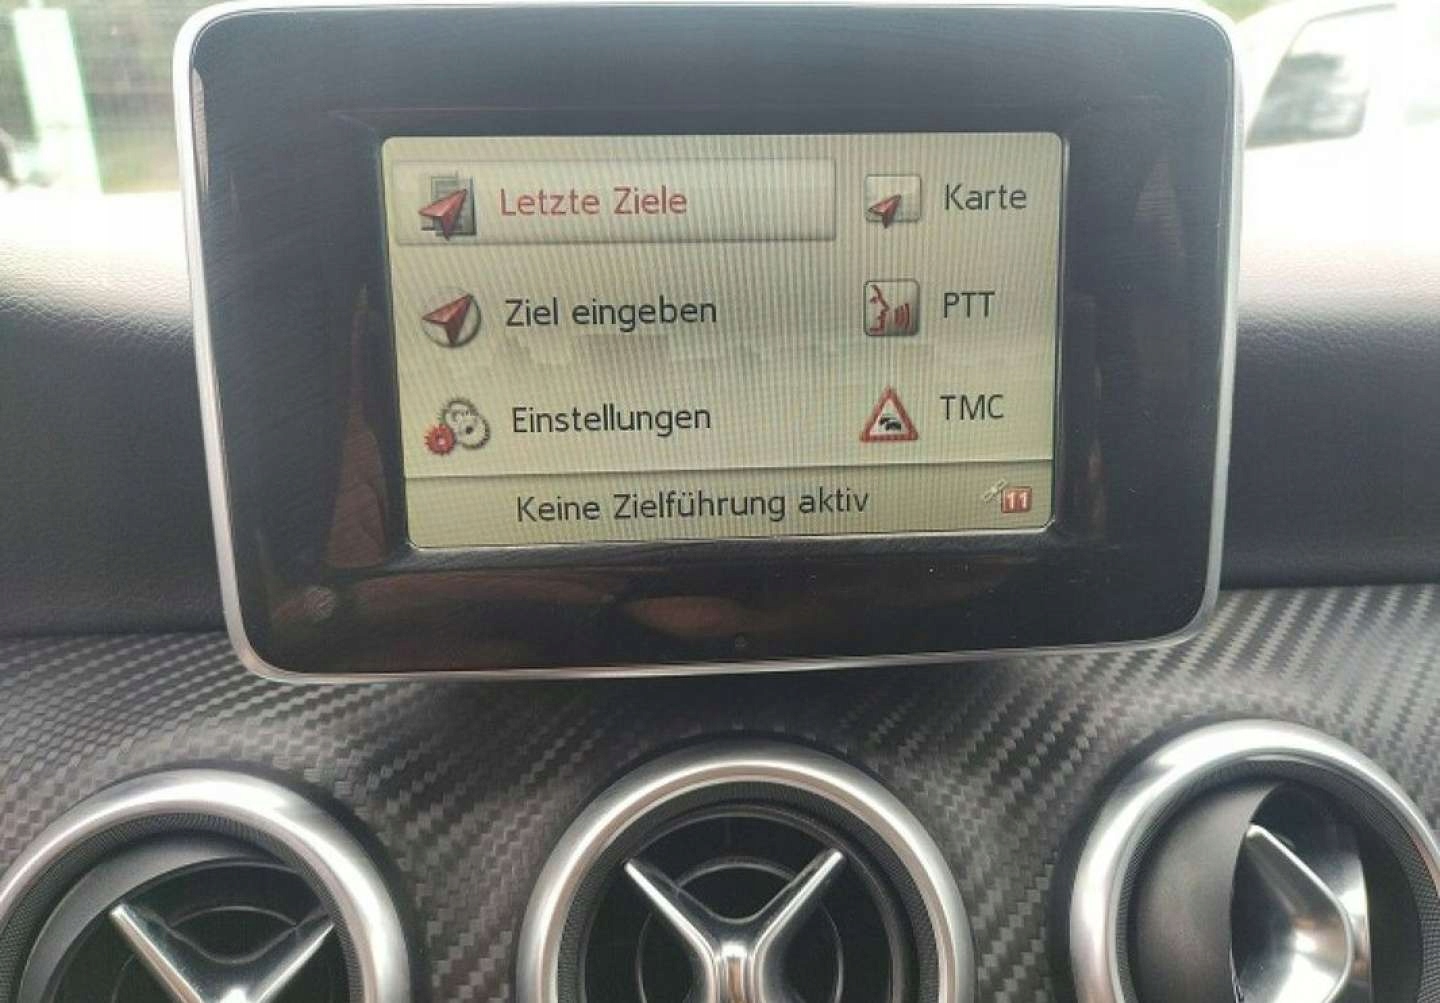 Letzte Ziele
Karte
Ziel eingeben
PTT
Einstellungen
TMC
Keine Zielführung aktiv
11